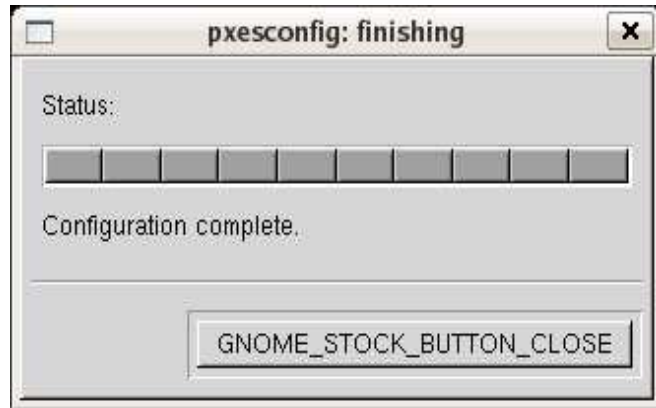 pxesconfig: finishing
Status:
Configuration complete.
GNOME_STOCK_BUTTON_CLOSE